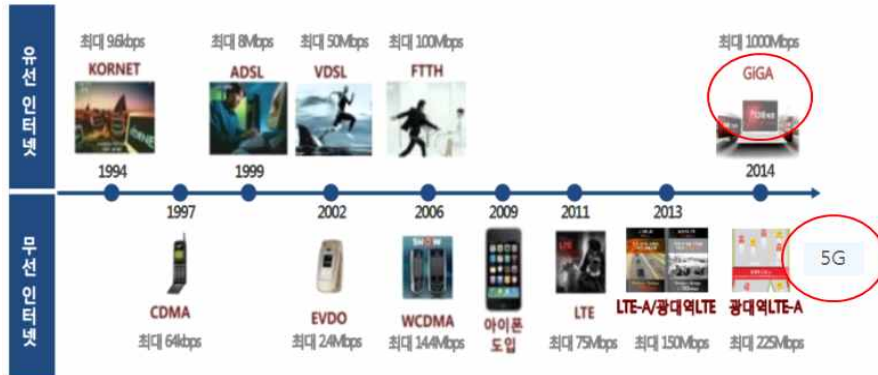 유선 인터넷
최대 9.6kbps
KORNET
최대 8Mbps
ADSL
최대 50Mbps
VDSL
최대 100Mbps
FTTH
최대 1000Mbps
GiGA
1994
1999
2014
1997
2002
2006
2009
2011
2013
무선 인터넷
CDMA
최대 64kbps
EVDO
최대 2.4Mbps
SHOW
WCDMA
최대 14.4Mbps
아이폰
도입
LTE
LTE
최대 75Mbps
LTE-A/광대역LTE
최대 150Mbps
광대역LTE-A
최대 225Mbps
5G